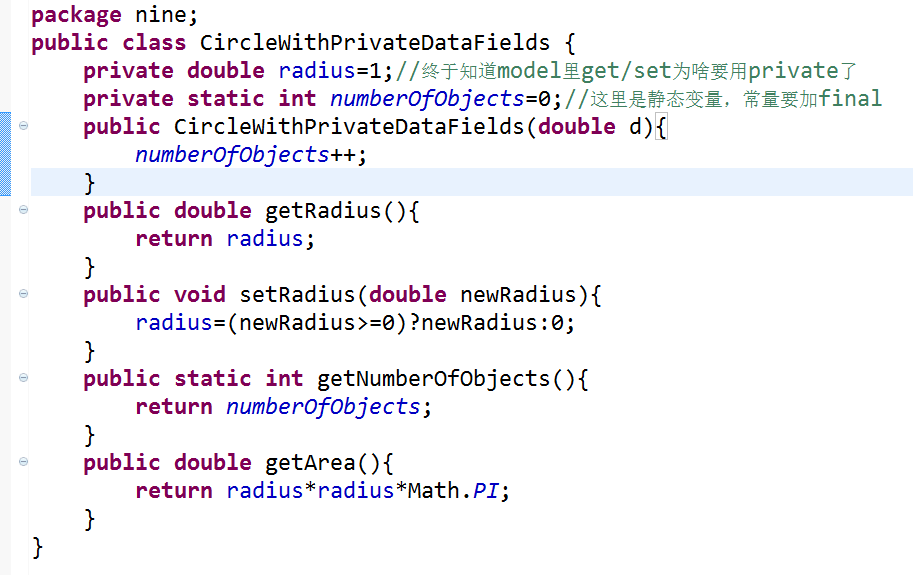 package nine;
public class CircleWithPrivateDataFields {
    private double radius=1;//终于知道model里get/set为啥要用private了
    private static int numberOfObjects=0;//这里是静态变量，常量要加final
    public CircleWithPrivateDataFields(double d){
        numberOfObjects++;
    }
    public double getRadius(){
        return radius;
    }
    public void setRadius(double newRadius){
        radius=(newRadius>=0)?newRadius:0;
    }
    public static int getNumberOfObjects(){
        return numberOfObjects;
    }
    public double getArea(){
        return radius*radius*Math.PI;
    }
}